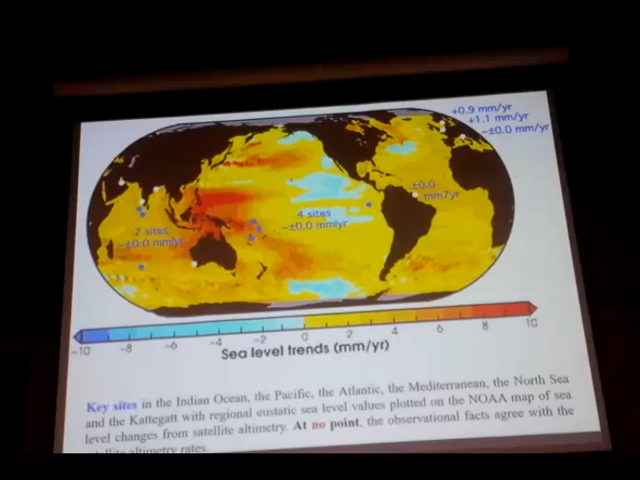 +0.9 mm/yr
+1.1 mm/yr
−±0.0 mm/yr
±0.0
mm/yr
4 sites
−±0.0 mm/yr
7 sites
−±0.0 mm/yr
-10 -8 -6 -4 -2 0 2 4 6 8 10
Sea level trends (mm/yr)
Key sites in the Indian Ocean, the Pacific, the Atlantic, the Mediterranean, the North Sea
and the Kattegatt with regional eustatic sea level values plotted on the NOAA map of sea
level changes from satellite altimetry. At no point, the observational facts agree with the
satellite altimetry rates.